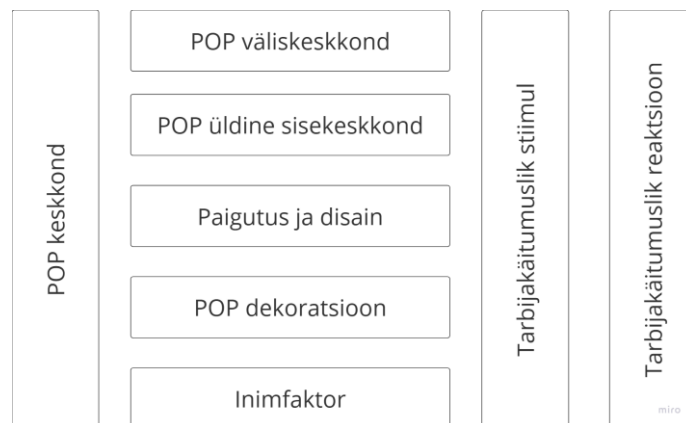 POP keskkond
POP väliskeskkond
POP üldine sisekeskkond
Paigutus ja disain
POP dekoratsioon
Inimfaktor
Tarbijakäitumuslik stiimul
Tarbijakäitumuslik reaktsioon
miro